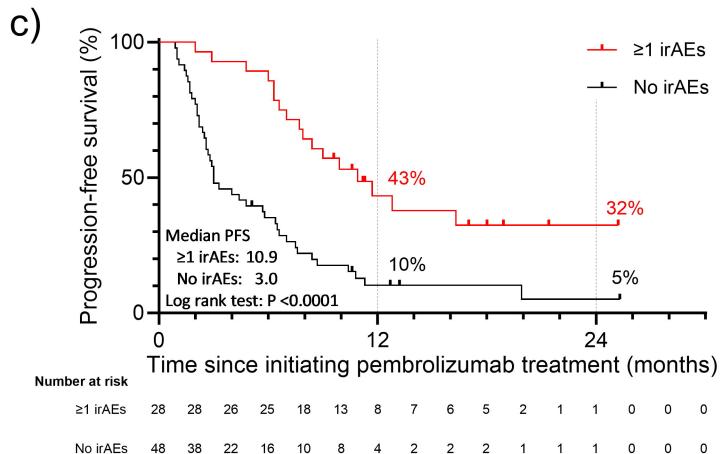 c)
Progression-free survival (%)
100
50
0
≥1 irAEs
No irAEs
43%
32%
10%
5%
Median PFS
≥1 irAEs: 10.9
No irAEs: 3.0
Log rank test: P <0.0001
0 12 24
Time since initiating pembrolizumab treatment (months)
Number at risk
≥1 irAEs 28 28 26 25 18 13 8 7 6 5 2 1 1 0 0 0
No irAEs 48 38 22 16 10 8 4 2 2 2 1 1 1 0 0 0